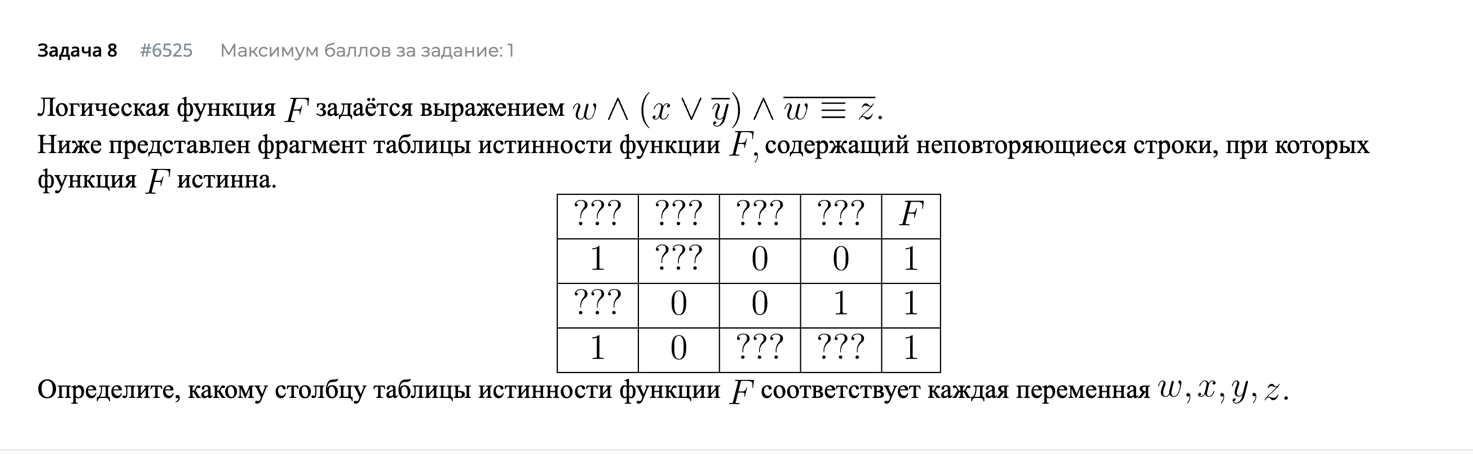 Задача 8 #6525 Максимум баллов за задание: 1
Логическая функция F задаётся выражением w ∧ (x ∨ y̅) ∧ \overline{w ≡ z}.
Ниже представлен фрагмент таблицы истинности функции F, содержащий неповторяющиеся строки, при которых
функция F истинна.
??? ??? ??? ??? F
1 ??? 0 0 1
??? 0 0 1 1
1 0 ??? ??? 1
Определите, какому столбцу таблицы истинности функции F соответствует каждая переменная w, x, y, z.